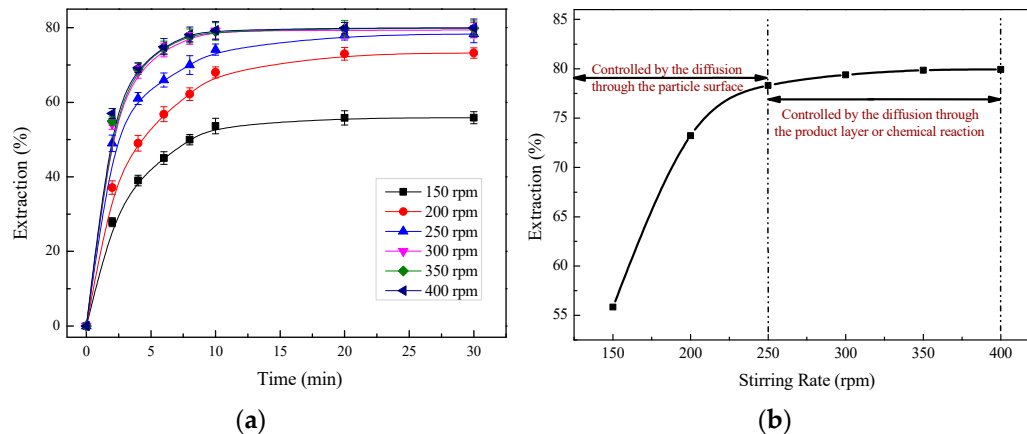 80
60
40
20
0
Extraction (%)
150 rpm
200 rpm
250 rpm
300 rpm
350 rpm
400 rpm
0 5 10 15 20 25 30
Time (min)
(a)
85
80
75
70
65
60
55
Extraction (%)
Controlled by the diffusion
through the particle surface
Controlled by the diffusion through
the product layer or chemical reaction
150 200 250 300 350 400
Stirring Rate (rpm)
(b)